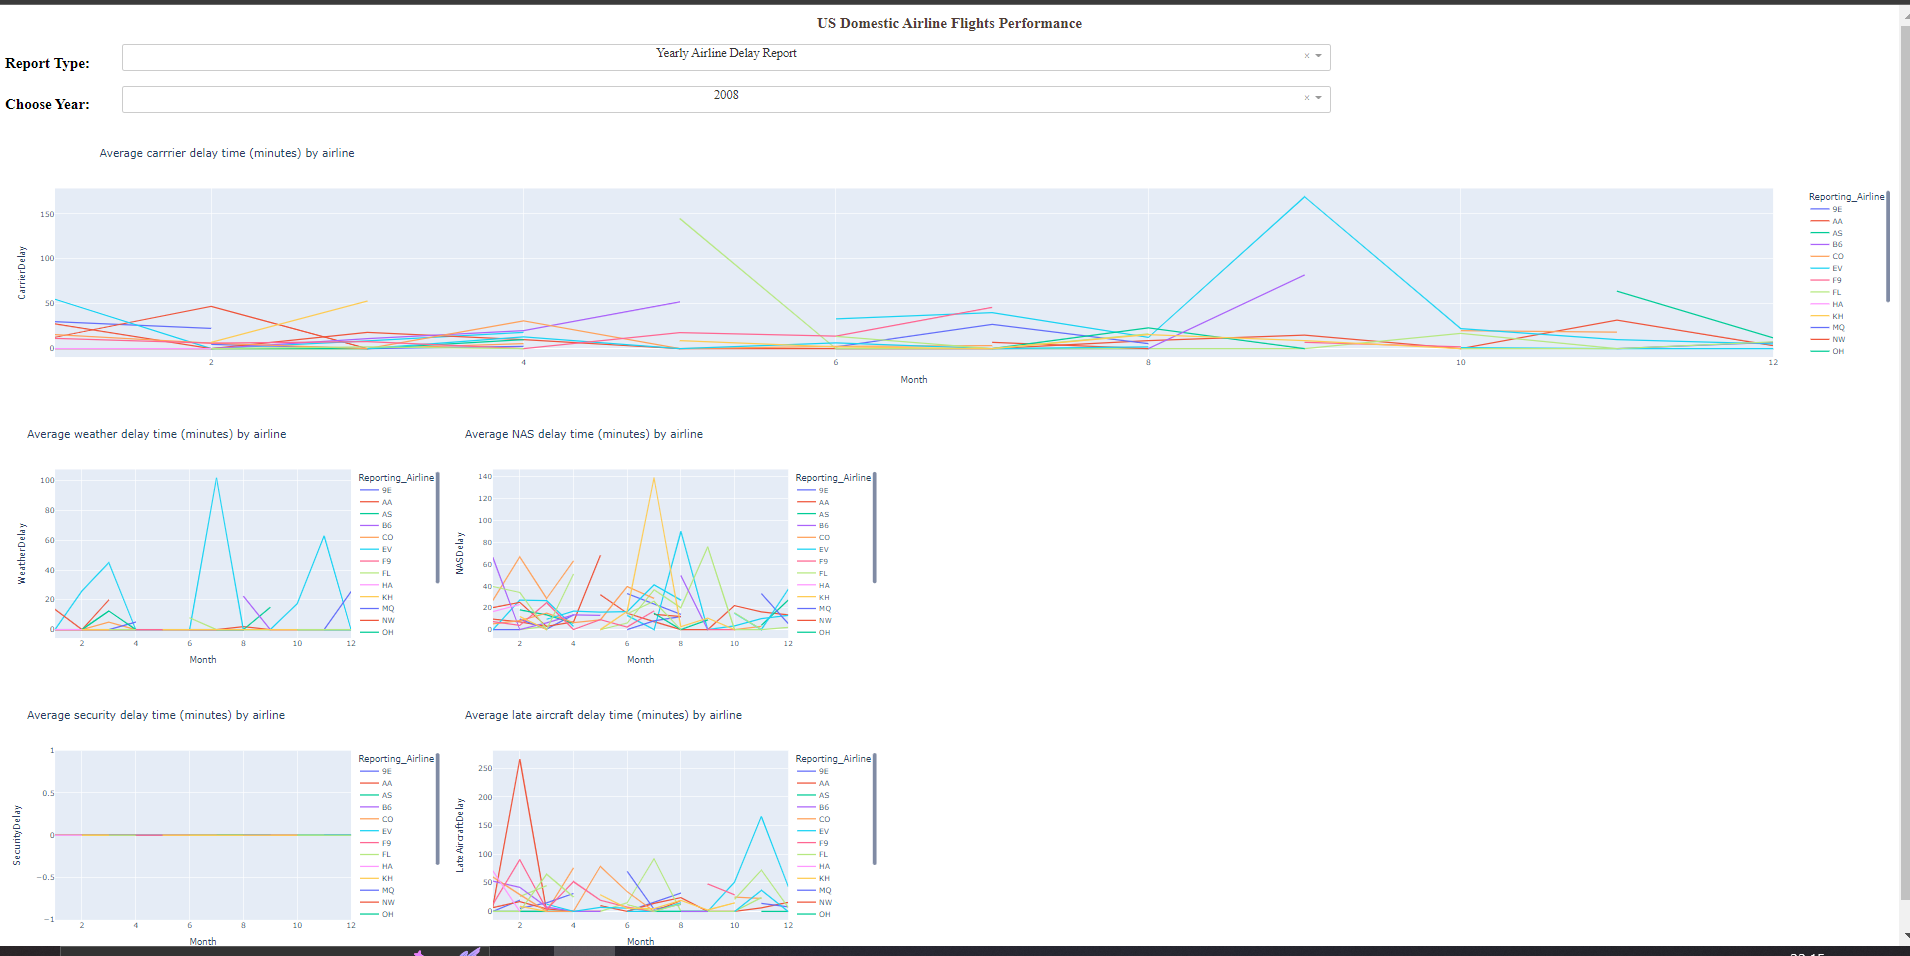 US Domestic Airline Flights Performance
Report Type:
Yearly Airline Delay Report
× 
Choose Year:
2008
×
Average carrrier delay time (minutes) by airline
CarrierDelay
150
100
50
0
2
4
6
8
10
12
Month
Reporting_Airline
9E
AA
AS
B6
CO
EV
F9
FL
HA
KH
MQ
NW
OH
Average weather delay time (minutes) by airline
WeatherDelay
100
80
60
40
20
0
2
4
6
8
10
12
Month
Reporting_Airline
9E
AA
AS
B6
CO
EV
F9
FL
HA
KH
MQ
NW
OH
Average NAS delay time (minutes) by airline
NASDelay
140
120
100
80
60
40
20
0
2
4
6
8
10
12
Month
Reporting_Airline
9E
AA
AS
B6
CO
EV
F9
FL
HA
KH
MQ
NW
OH
Average security delay time (minutes) by airline
SecurityDelay
1
0.5
0
−0.5
−1
2
4
6
8
10
12
Month
Reporting_Airline
9E
AA
AS
B6
CO
EV
F9
FL
HA
KH
MQ
NW
OH
Average late aircraft delay time (minutes) by airline
LateAircraftDelay
250
200
150
100
50
0
2
4
6
8
10
12
Month
Reporting_Airline
9E
AA
AS
B6
CO
EV
F9
FL
HA
KH
MQ
NW
OH